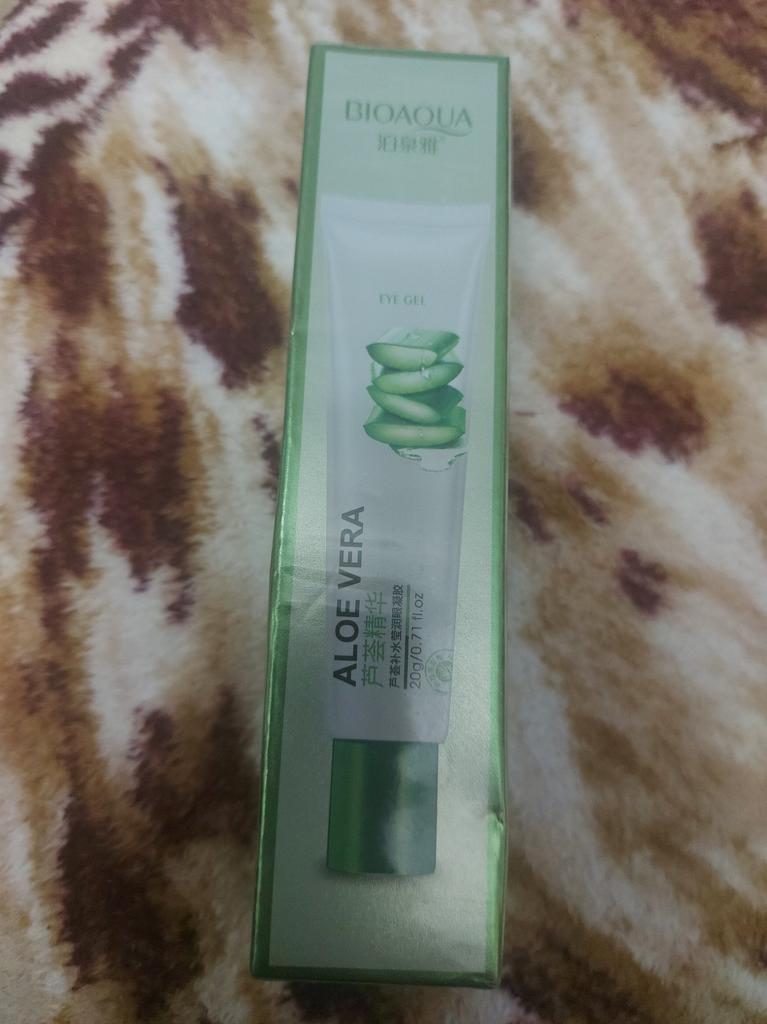 BIOAQUA
泊泉雅®
EYE GEL
ALOE VERA
芦荟精华
芦荟补水莹润眼凝胶
20g/0.71 fl.oz